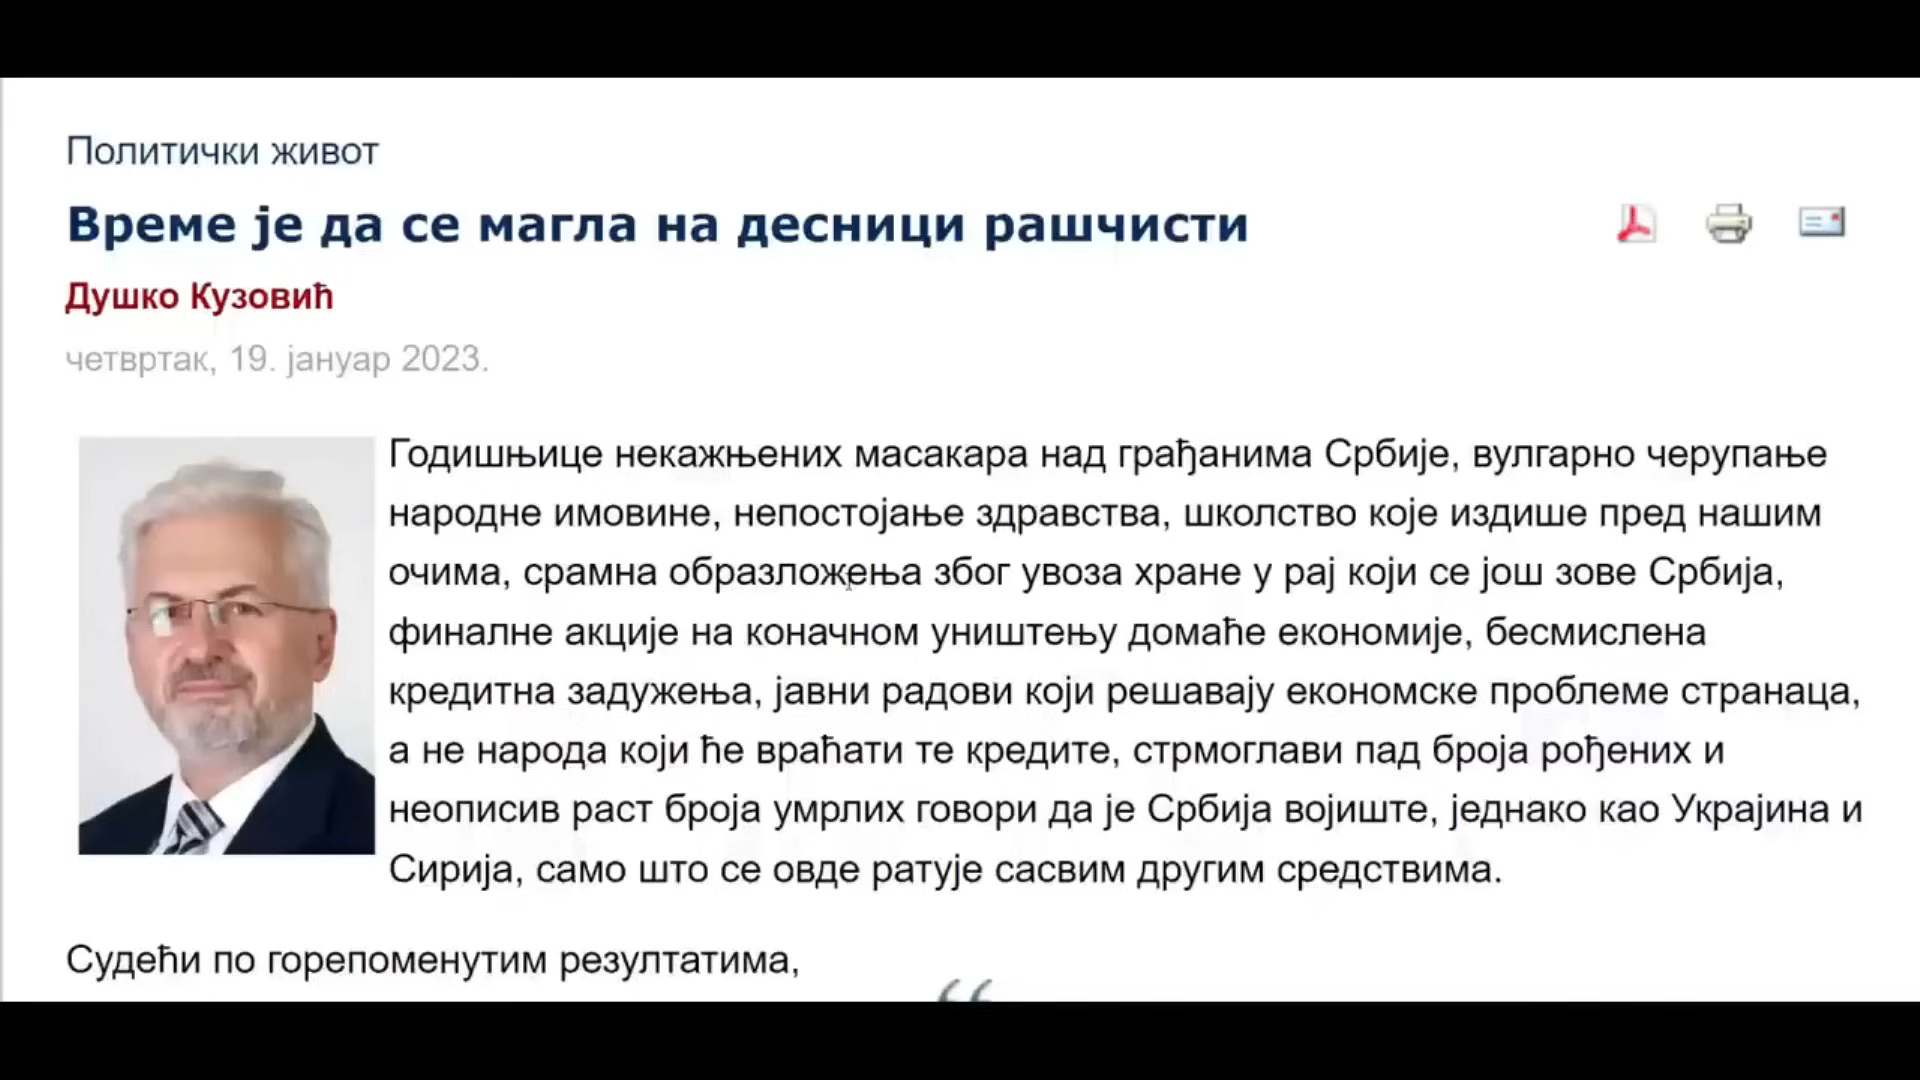 Политички живот
Време је да се магла на десници рашчисти
Душко Кузовић
четвртак, 19. јануар 2023.
Годишњице некажњених масакара над грађанима Србије, вулгарно черупање
народне имовине, непостојање здравства, школство које издише пред нашим
очима, срамна образложења због увоза хране у рај који се још зове Србија,
финалне акције на коначном уништењу домаће економије, бесмислена
кредитна задужења, јавни радови који решавају економске проблеме странаца,
а не народа који ће враћати те кредите, стрмоглави пад броја рођених и
неописив раст броја умрлих говори да је Србија војиште, једнако као Украјина и
Сирија, само што се овде ратује сасвим другим средствима.
Судећи по горепоменутим резултатима,